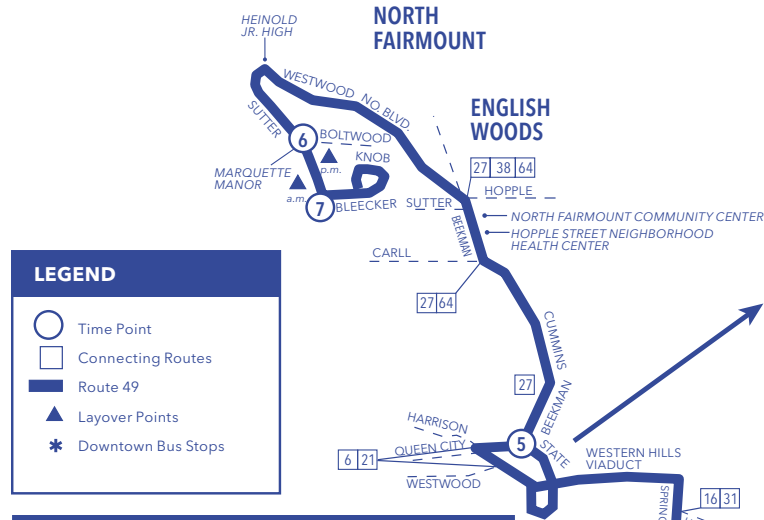 HEINOLD
JR. HIGH
NORTH
FAIRMOUNT
WESTWOOD NO. BLVD.
SUTTER
ENGLISH
WOODS
6
BOLTWOOD
KNOB
p.m.
MARQUETTE
MANOR
a.m.
7
BLEECKER
27 38 64
HOPPLE
SUTTER
BEEKMAN
NORTH FAIRMOUNT COMMUNITY CENTER
HOPPLE STREET NEIGHBORHOOD
HEALTH CENTER
CARLL
27 64
LEGEND
Time Point
Connecting Routes
Route 49
Layover Points
* Downtown Bus Stops
CUMMINS
27
BEEKMAN
HARRISON
QUEEN CITY
5
STATE
6 21
WESTWOOD
WESTERN HILLS
VIADUCT
SPRING
16 31